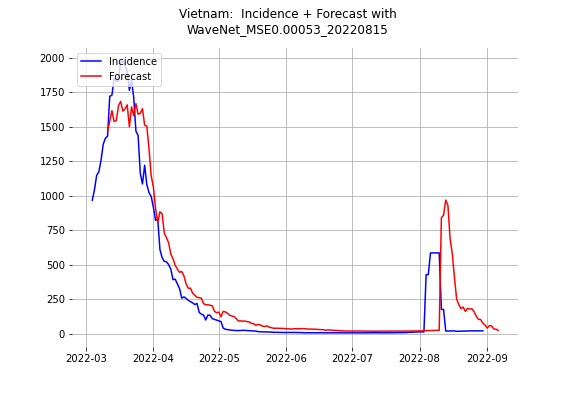 Vietnam:  Incidence + Forecast with
WaveNet_MSE0.00053_20220815
Incidence
Forecast
2000
1750
1500
1250
1000
750
500
250
0
2022-03 2022-04 2022-05 2022-06 2022-07 2022-08 2022-09